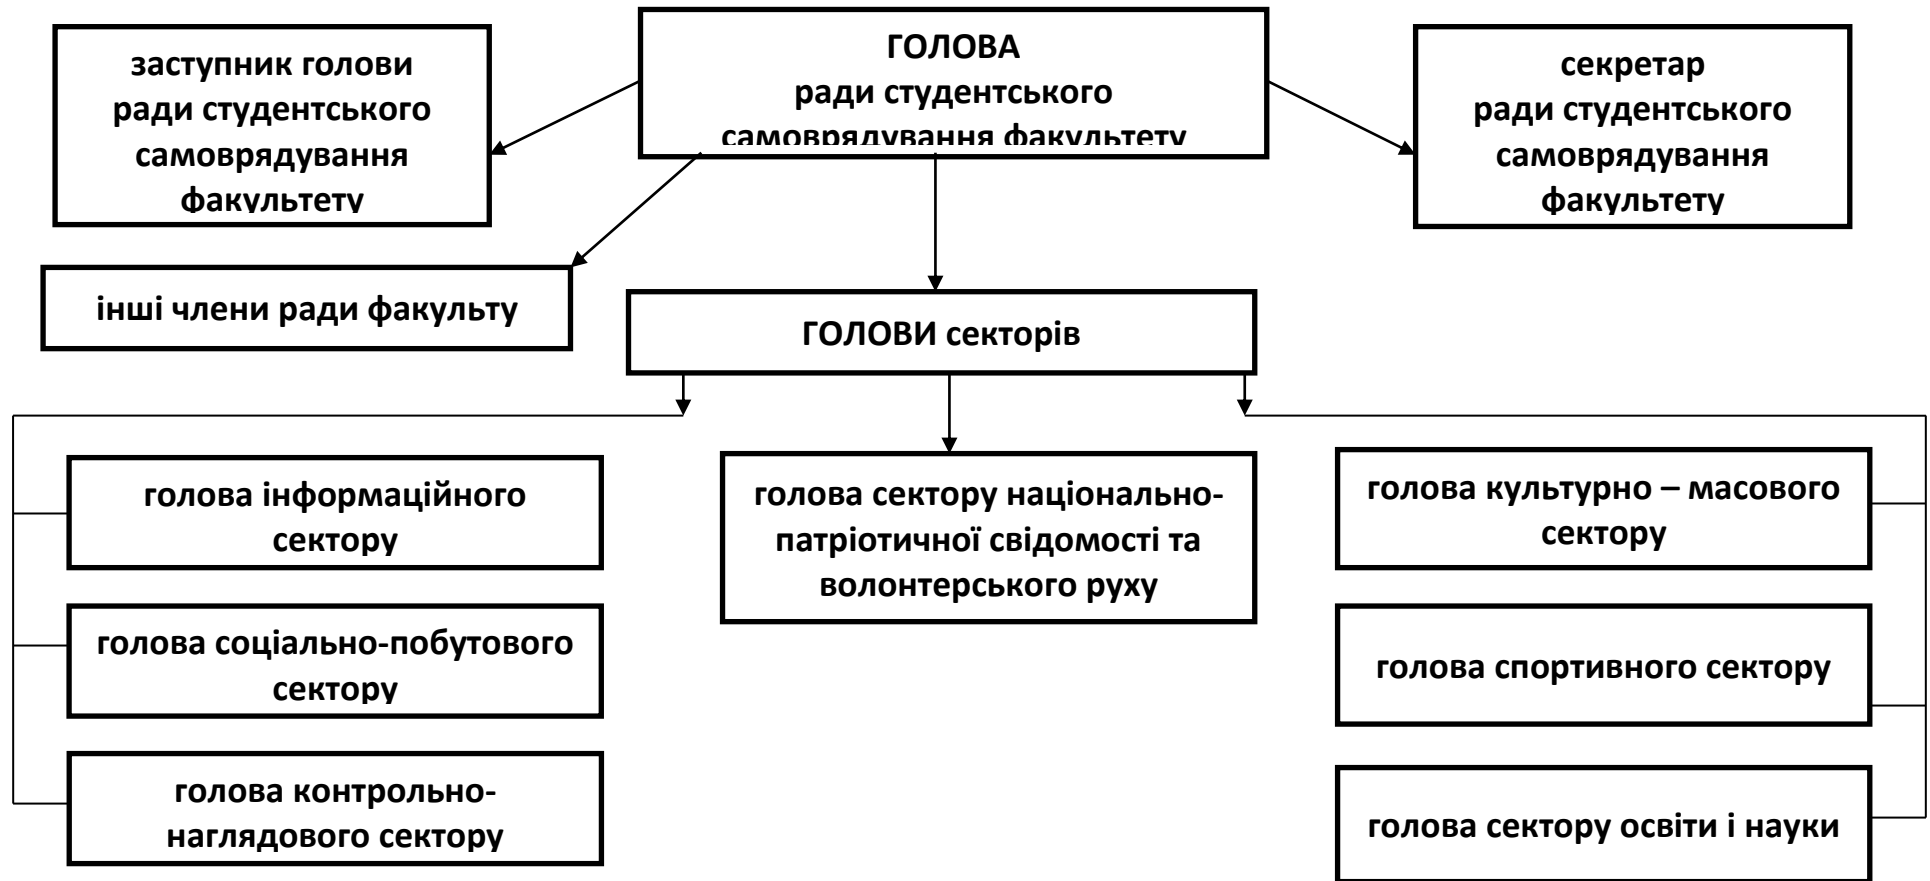 заступник голови
ради студентського
самоврядування
факультету
ГОЛОВА
ради студентського
самоврядування факультету
секретар
ради студентського
самоврядування
факультету
інші члени ради факульту
ГОЛОВИ секторів
голова інформаційного
сектору
голова соціально-побутового
сектору
голова контрольно-
наглядового сектору
голова сектору національно-
патріотичної свідомості та
волонтерського руху
голова культурно – масового
сектору
голова спортивного сектору
голова сектору освіти і науки